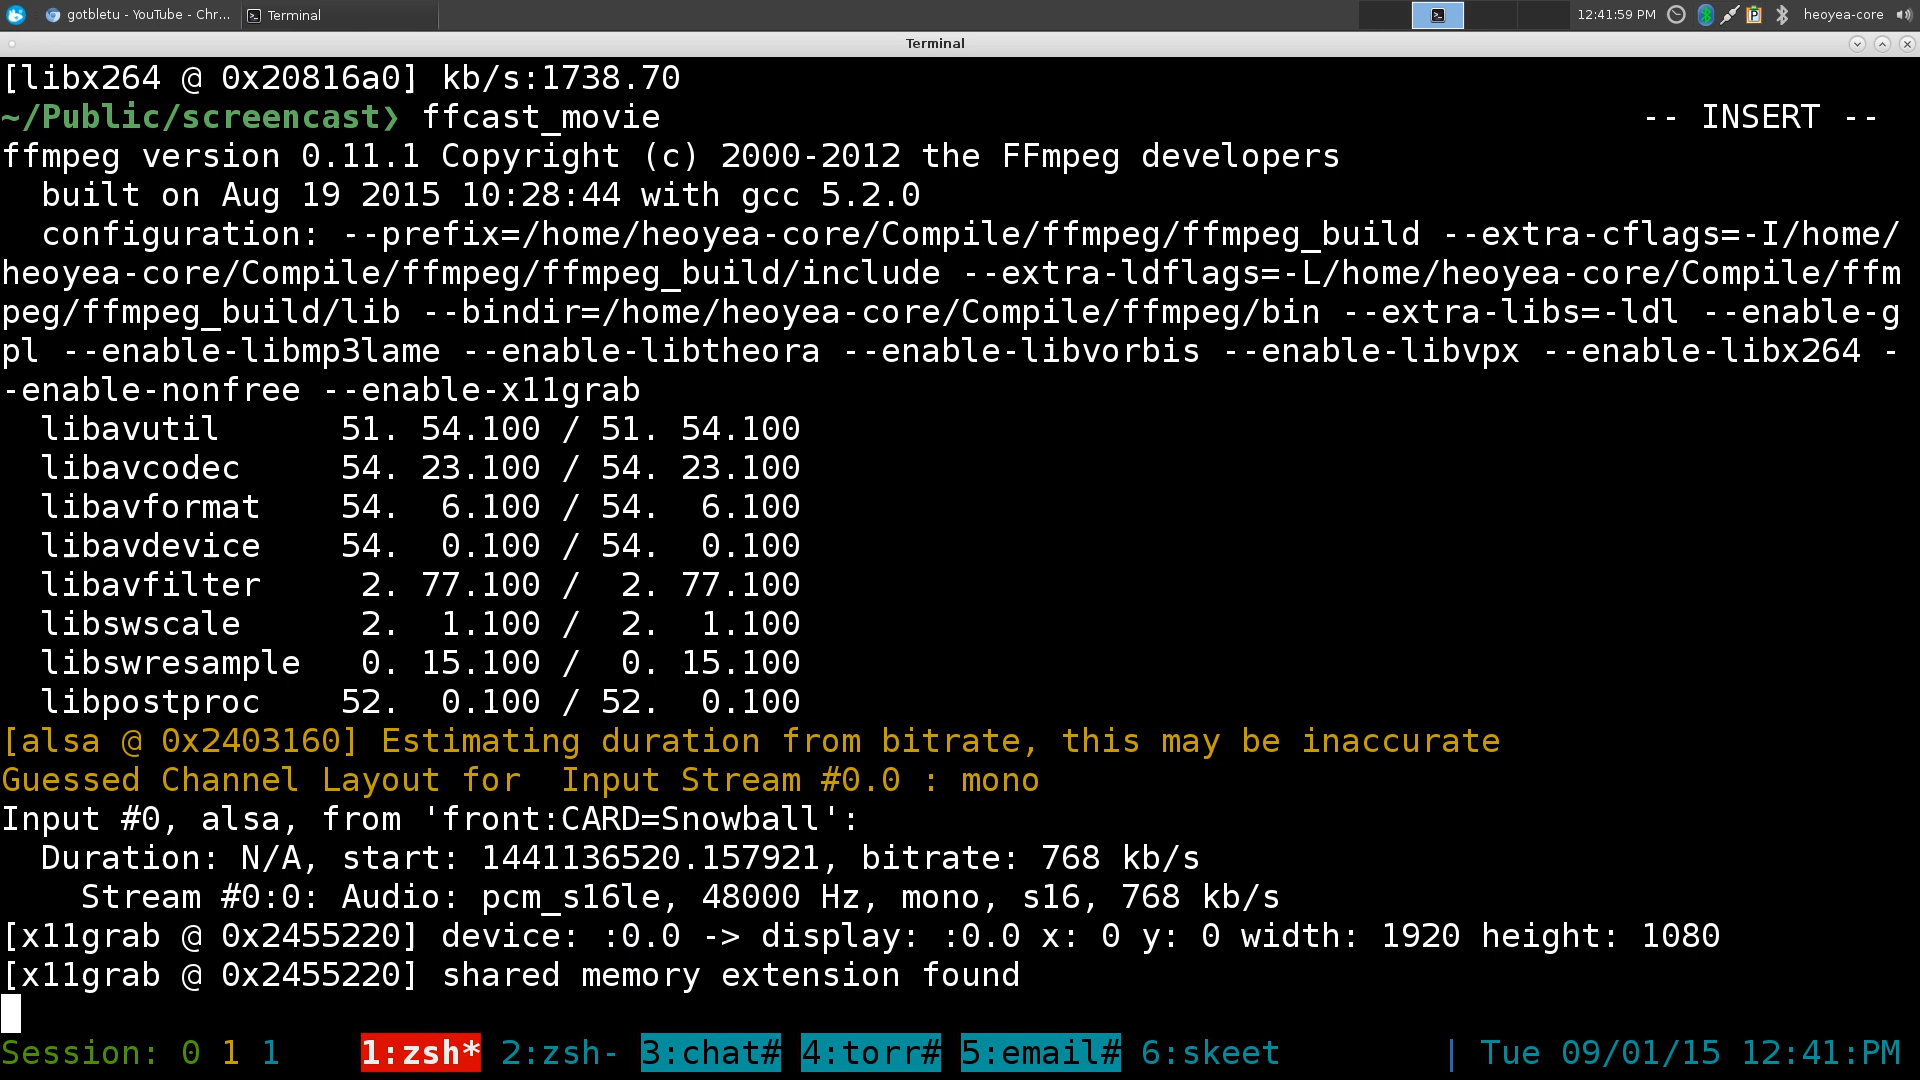 gotbletu - YouTube - Chr... Terminal 12:41:59 PM heoyea-core
Terminal
[libx264 @ 0x20816a0] kb/s:1738.70
~/Public/screencast❯ ffcast_movie -- INSERT --
ffmpeg version 0.11.1 Copyright (c) 2000-2012 the FFmpeg developers
  built on Aug 19 2015 10:28:44 with gcc 5.2.0
  configuration: --prefix=/home/heoyea-core/Compile/ffmpeg/ffmpeg_build --extra-cflags=-I/home/
heoyea-core/Compile/ffmpeg/ffmpeg_build/include --extra-ldflags=-L/home/heoyea-core/Compile/ffm
peg/ffmpeg_build/lib --bindir=/home/heoyea-core/Compile/ffmpeg/bin --extra-libs=-ldl --enable-g
pl --enable-libmp3lame --enable-libtheora --enable-libvorbis --enable-libvpx --enable-libx264 -
-enable-nonfree --enable-x11grab
  libavutil      51. 54.100 / 51. 54.100
  libavcodec     54. 23.100 / 54. 23.100
  libavformat    54.  6.100 / 54.  6.100
  libavdevice    54.  0.100 / 54.  0.100
  libavfilter     2. 77.100 /  2. 77.100
  libswscale      2.  1.100 /  2.  1.100
  libswresample   0. 15.100 /  0. 15.100
  libpostproc    52.  0.100 / 52.  0.100
[alsa @ 0x2403160] Estimating duration from bitrate, this may be inaccurate
Guessed Channel Layout for  Input Stream #0.0 : mono
Input #0, alsa, from 'front:CARD=Snowball':
  Duration: N/A, start: 1441136520.157921, bitrate: 768 kb/s
    Stream #0:0: Audio: pcm_s16le, 48000 Hz, mono, s16, 768 kb/s
[x11grab @ 0x2455220] device: :0.0 -> display: :0.0 x: 0 y: 0 width: 1920 height: 1080
[x11grab @ 0x2455220] shared memory extension found
Session: 0 1 1 1:zsh* 2:zsh- 3:chat# 4:torr# 5:email# 6:skeet | Tue 09/01/15 12:41:PM